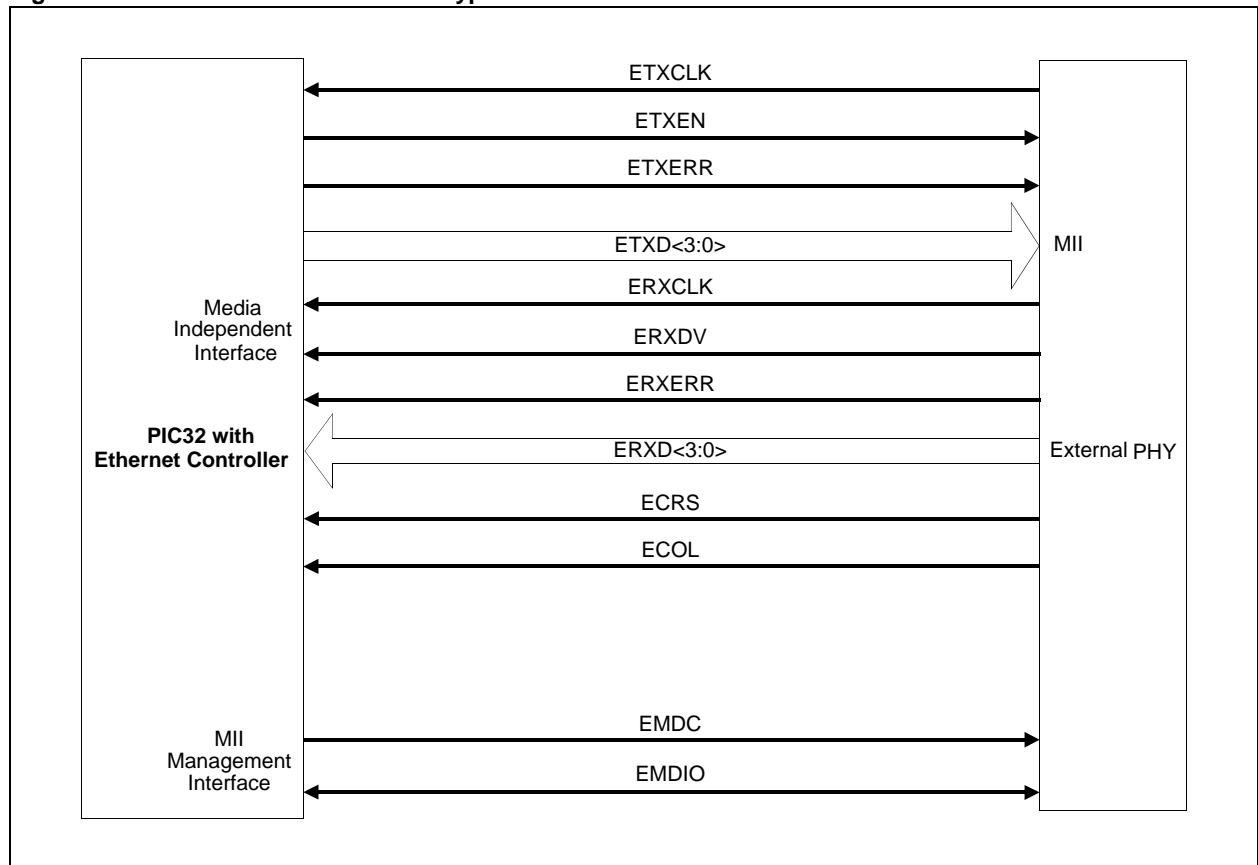 ETXCLK
ETXEN
ETXERR
ETXD<3:0>
MII
ERXCLK
Media
Independent
Interface
ERXDV
ERXERR
PIC32 with
Ethernet Controller
ERXD<3:0>
External PHY
ECRS
ECOL
EMDC
MII
Management
Interface
EMDIO